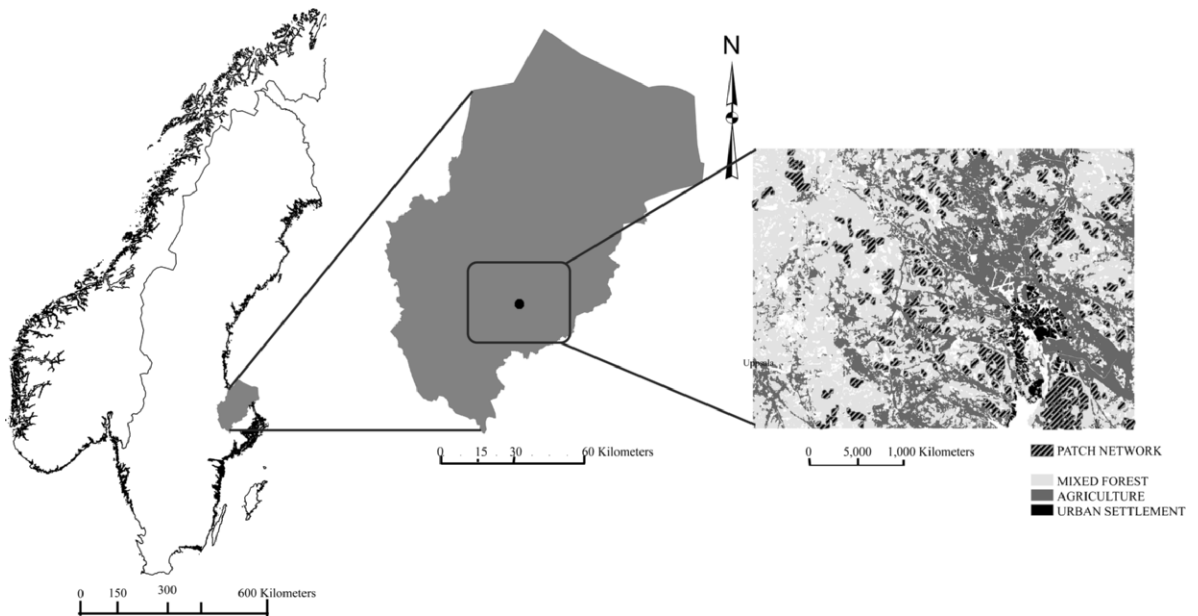 N
Uppsala
0 5,000 1,000 Kilometers
PATCH NETWORK
MIXED FOREST
AGRICULTURE
URBAN SETTLEMENT
0 15 30 60 Kilometers
0 150 300 600 Kilometers